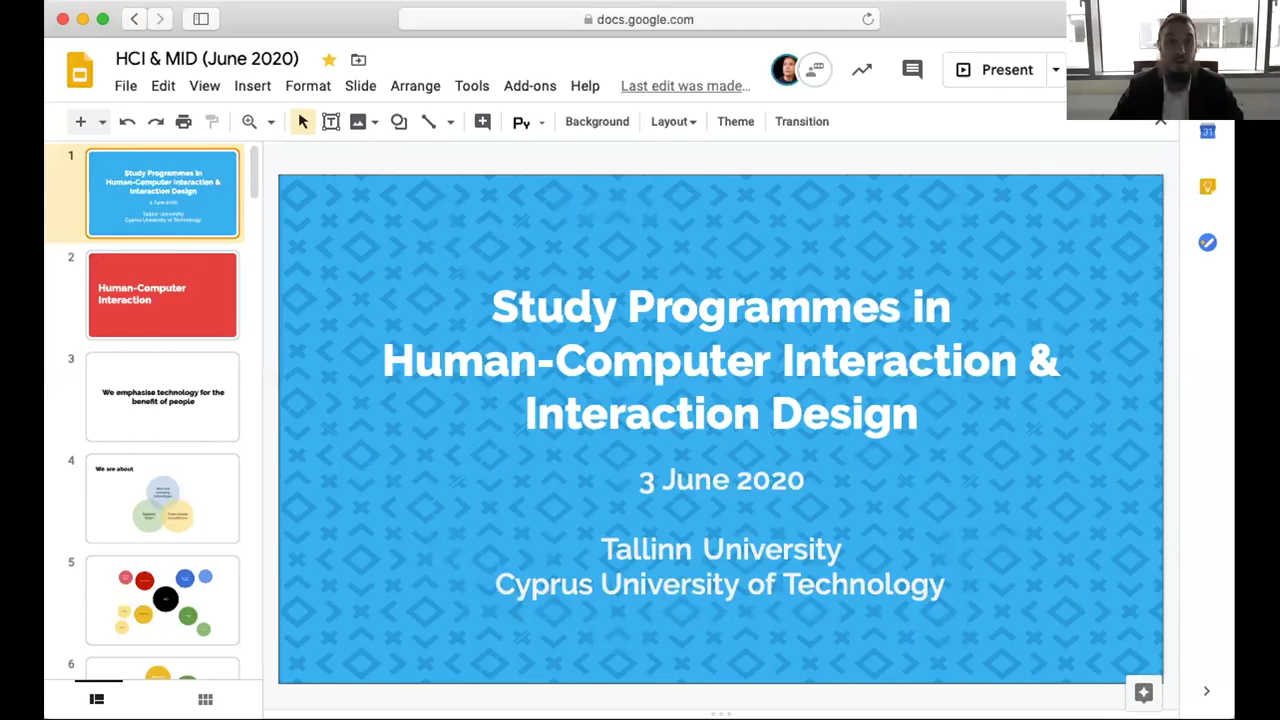 docs.google.com
HCI & MID (June 2020)
File Edit View Insert Format Slide Arrange Tools Add-ons Help Last edit was made…
Present
Background Layout Theme Transition
31
1
Study Programmes in
Human-Computer Interaction &
Interaction Design
3 June 2020
Tallinn University
Cyprus University of Technology
2
Human-Computer
Interaction
3
We emphasise technology for the
benefit of people
4
We are about
5
6
Study Programmes in
Human-Computer Interaction &
Interaction Design
3 June 2020
Tallinn University
Cyprus University of Technology